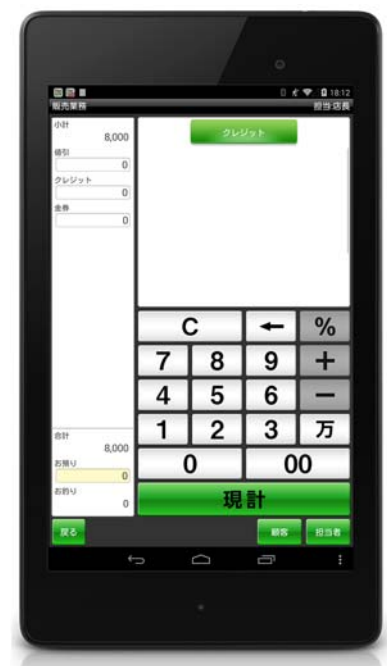 18:12
販売業務 担当:店長
小計
8,000
値引
0
クレジット
0
金券
0
クレジット
C ← %
7 8 9 +
4 5 6 −
1 2 3 万
0 00
現計
合計
8,000
お預り
0
お釣り
0
戻る 顧客 担当者